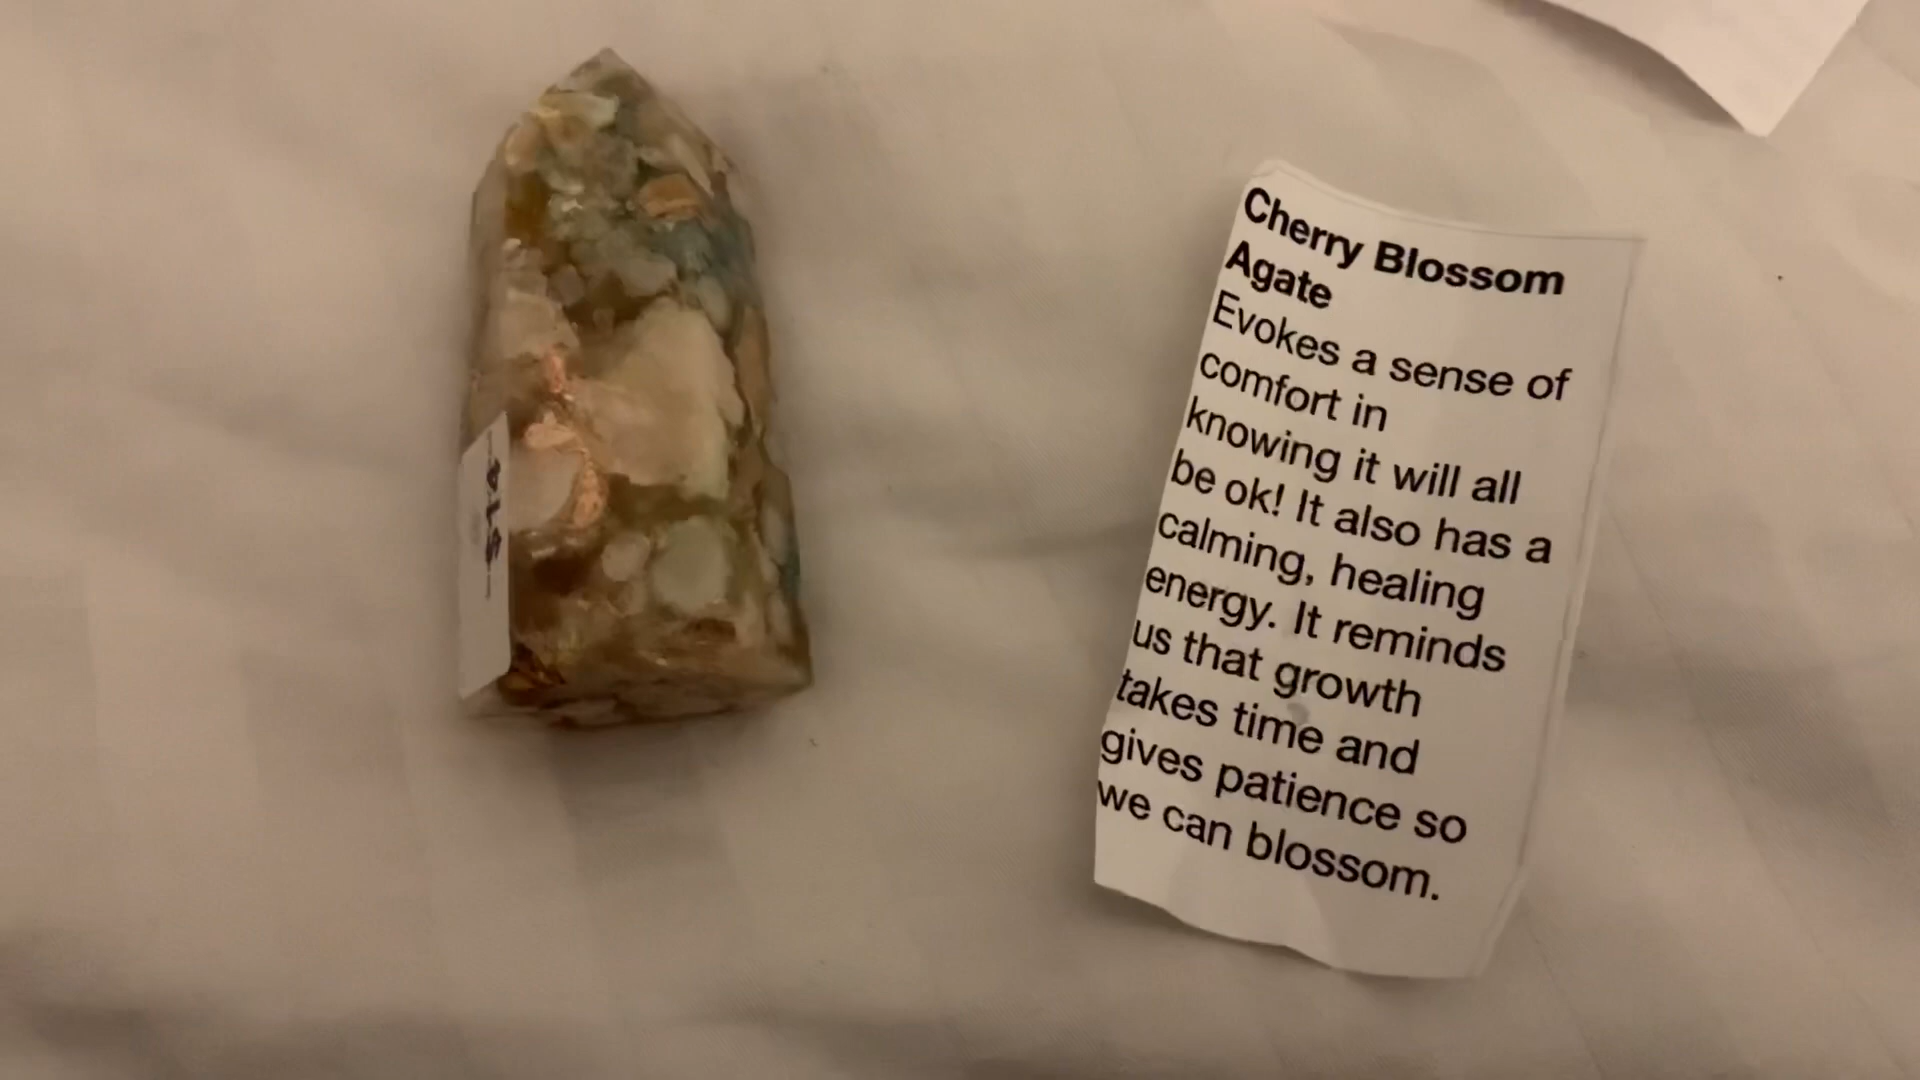 $18
Cherry Blossom
Agate
Evokes a sense of
comfort in
knowing it will all
be ok! It also has a
calming, healing
energy. It reminds
us that growth
takes time and
gives patience so
we can blossom.